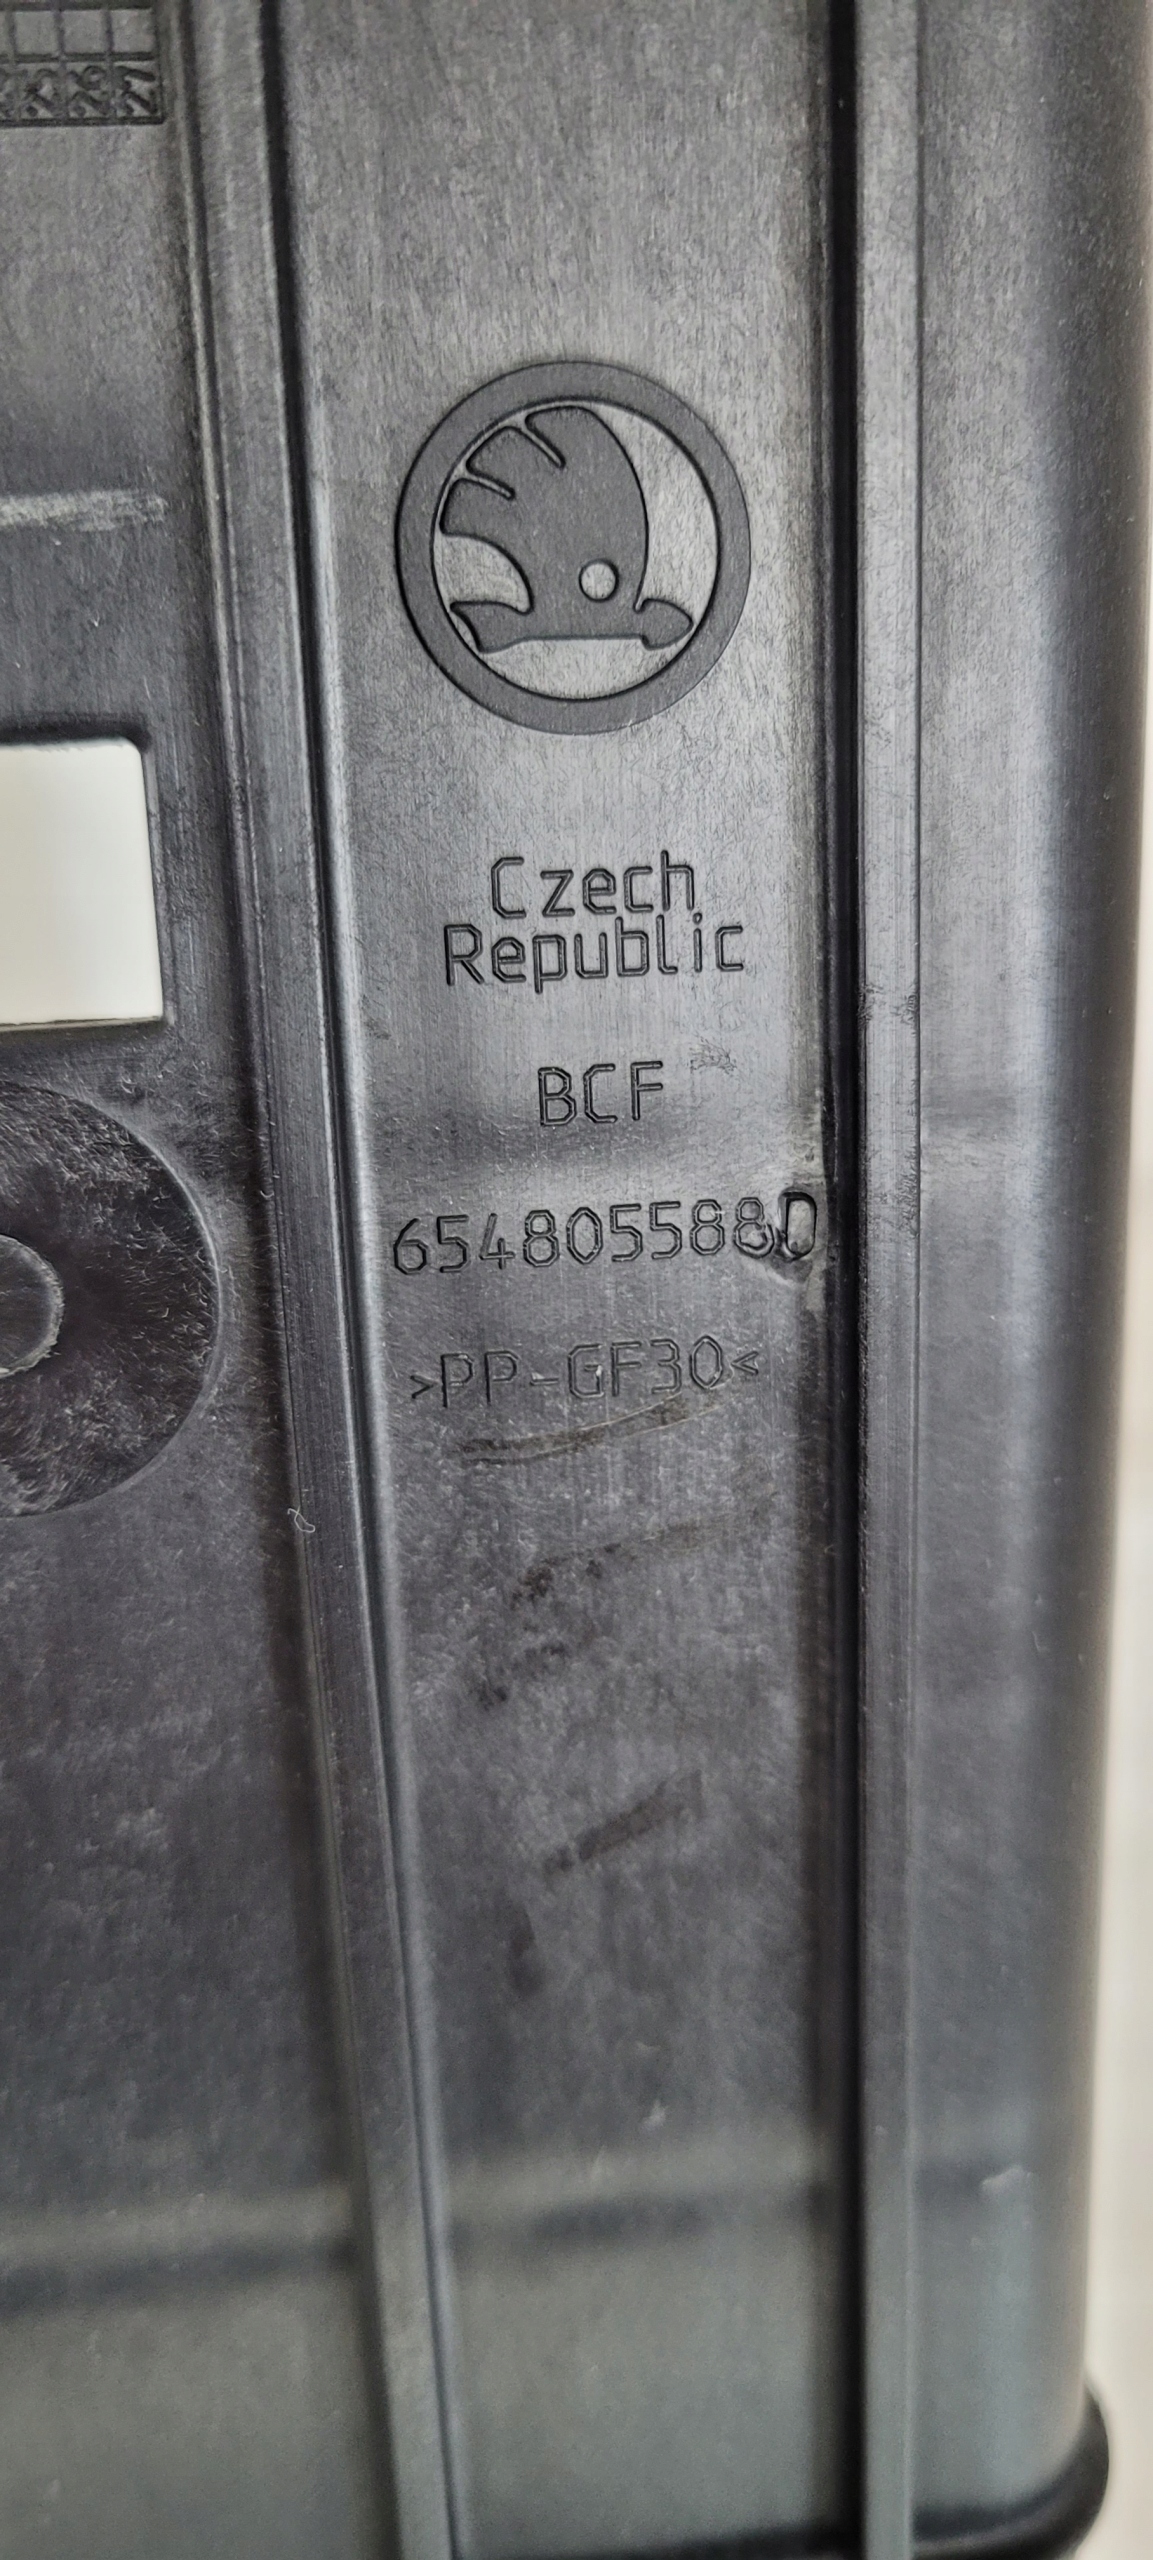 Czech
Republic
BCF
654805588D
>PP-GF30<